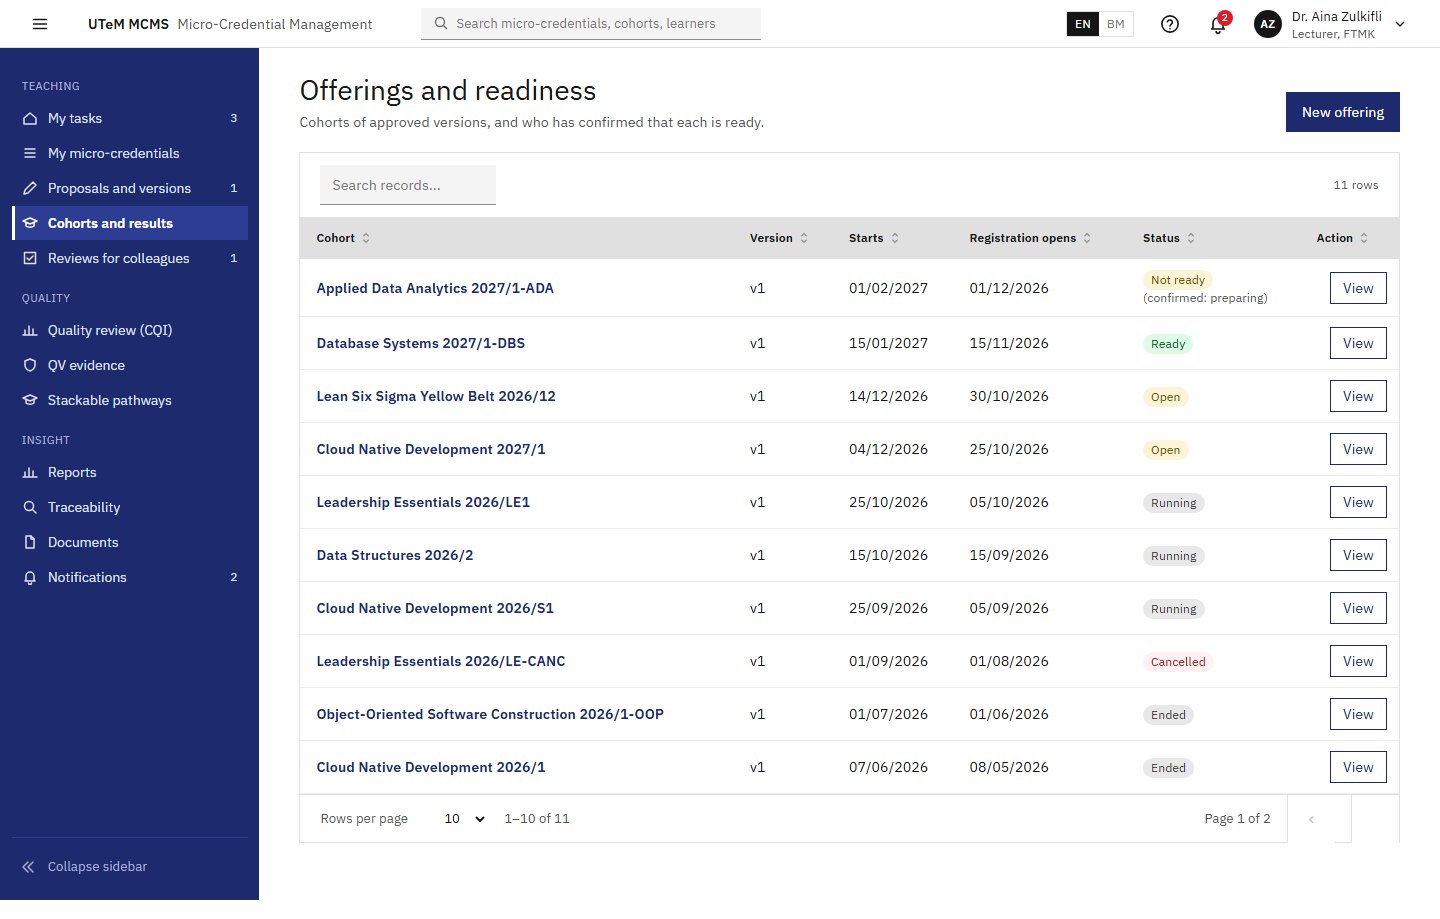 UTeM MCMS Micro-Credential Management
Search micro-credentials, cohorts, learners
EN BM
2
AZ
Dr. Aina Zulkifli
Lecturer, FTMK
TEACHING
My tasks 3
My micro-credentials
Proposals and versions 1
Cohorts and results
Reviews for colleagues 1
QUALITY
Quality review (CQI)
QV evidence
Stackable pathways
INSIGHT
Reports
Traceability
Documents
Notifications 2
Collapse sidebar
Offerings and readiness
Cohorts of approved versions, and who has confirmed that each is ready.
New offering
Search records...
11 rows
Cohort Version Starts Registration opens Status Action
Applied Data Analytics 2027/1-ADA v1 01/02/2027 01/12/2026 Not ready (confirmed: preparing) View
Database Systems 2027/1-DBS v1 15/01/2027 15/11/2026 Ready View
Lean Six Sigma Yellow Belt 2026/12 v1 14/12/2026 30/10/2026 Open View
Cloud Native Development 2027/1 v1 04/12/2026 25/10/2026 Open View
Leadership Essentials 2026/LE1 v1 25/10/2026 05/10/2026 Running View
Data Structures 2026/2 v1 15/10/2026 15/09/2026 Running View
Cloud Native Development 2026/S1 v1 25/09/2026 05/09/2026 Running View
Leadership Essentials 2026/LE-CANC v1 01/09/2026 01/08/2026 Cancelled View
Object-Oriented Software Construction 2026/1-OOP v1 01/07/2026 01/06/2026 Ended View
Cloud Native Development 2026/1 v1 07/06/2026 08/05/2026 Ended View
Rows per page 10 1–10 of 11 Page 1 of 2